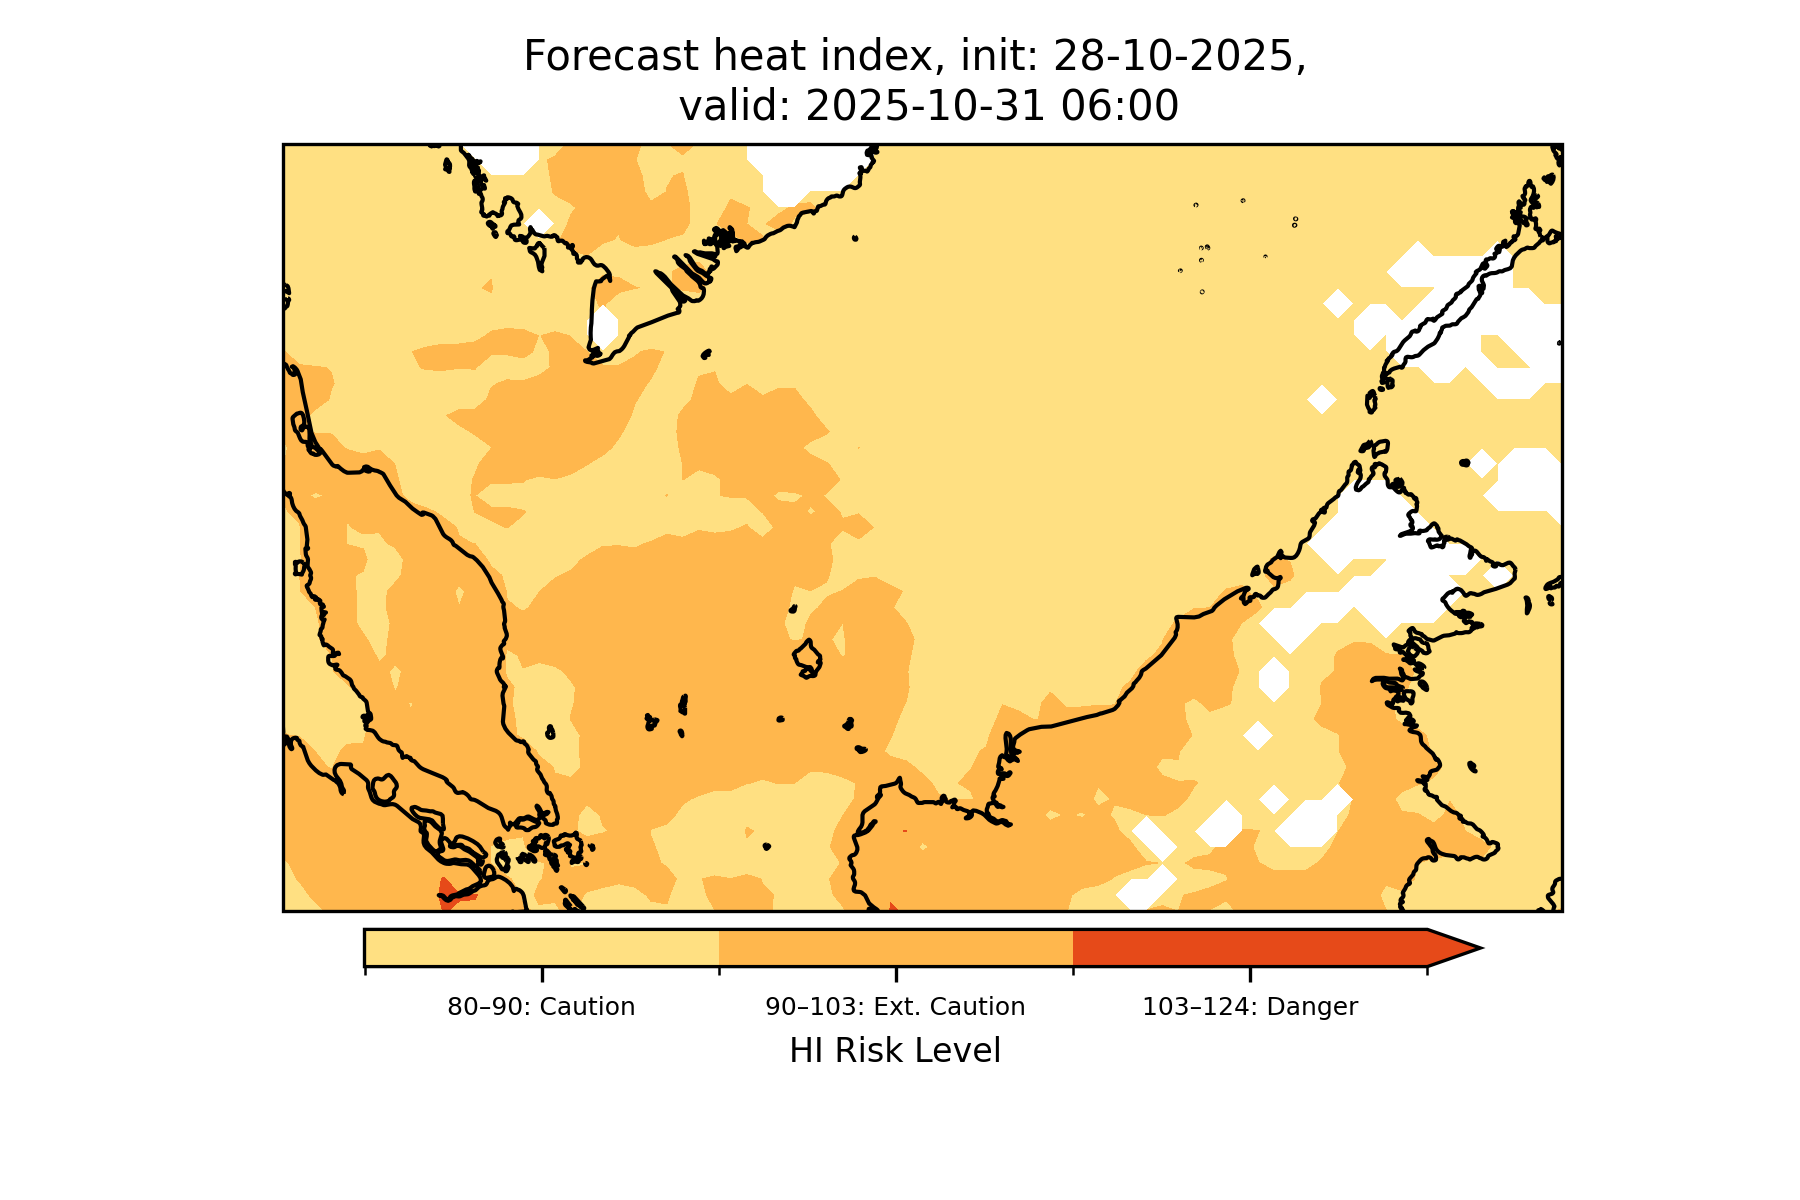 Forecast heat index, init: 28-10-2025,
valid: 2025-10-31 06:00
80–90: Caution
90–103: Ext. Caution
103–124: Danger
HI Risk Level